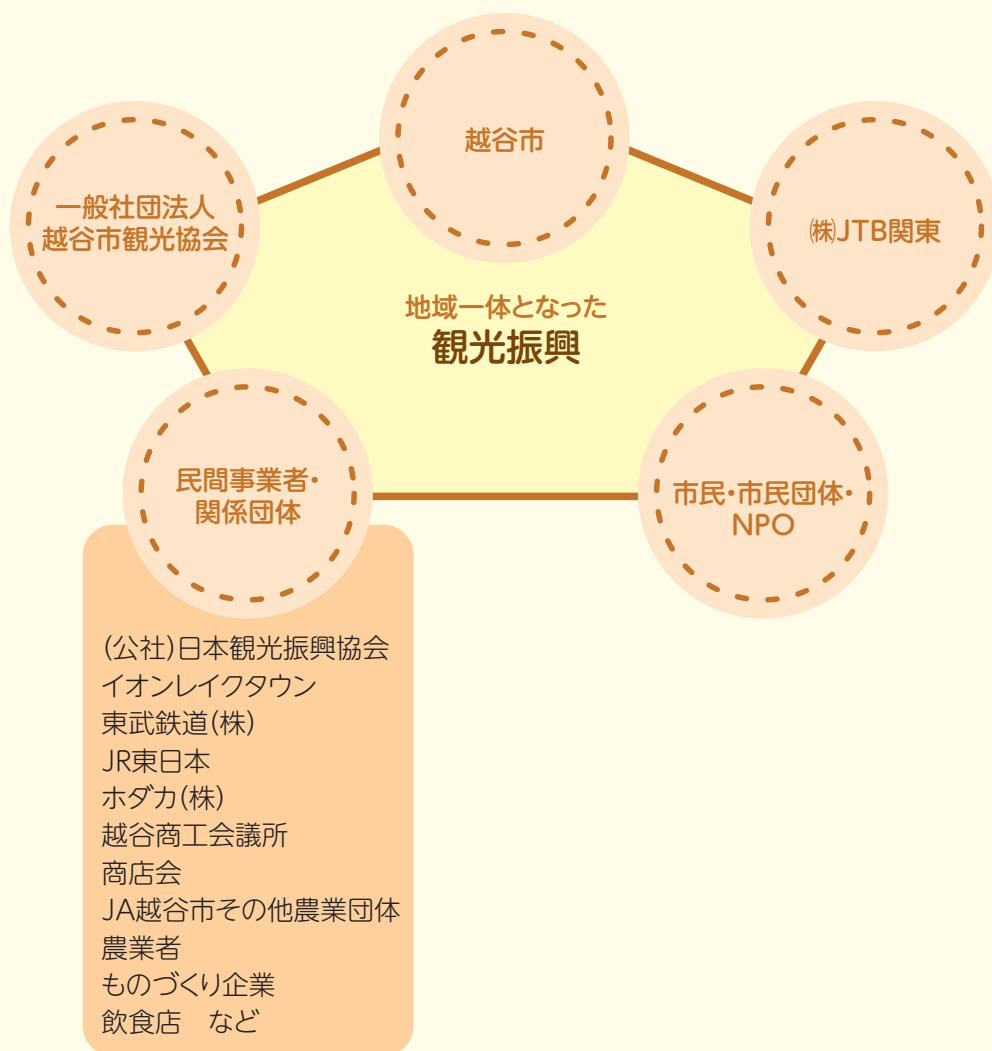 越谷市
一般社団法人
越谷市観光協会
㈱JTB関東
地域一体となった
観光振興
民間事業者・
関係団体
市民・市民団体・
NPO
(公社)日本観光振興協会
イオンレイクタウン
東武鉄道(株)
JR東日本
ホダカ(株)
越谷商工会議所
商店会
JA越谷市その他農業団体
農業者
ものづくり企業
飲食店　など